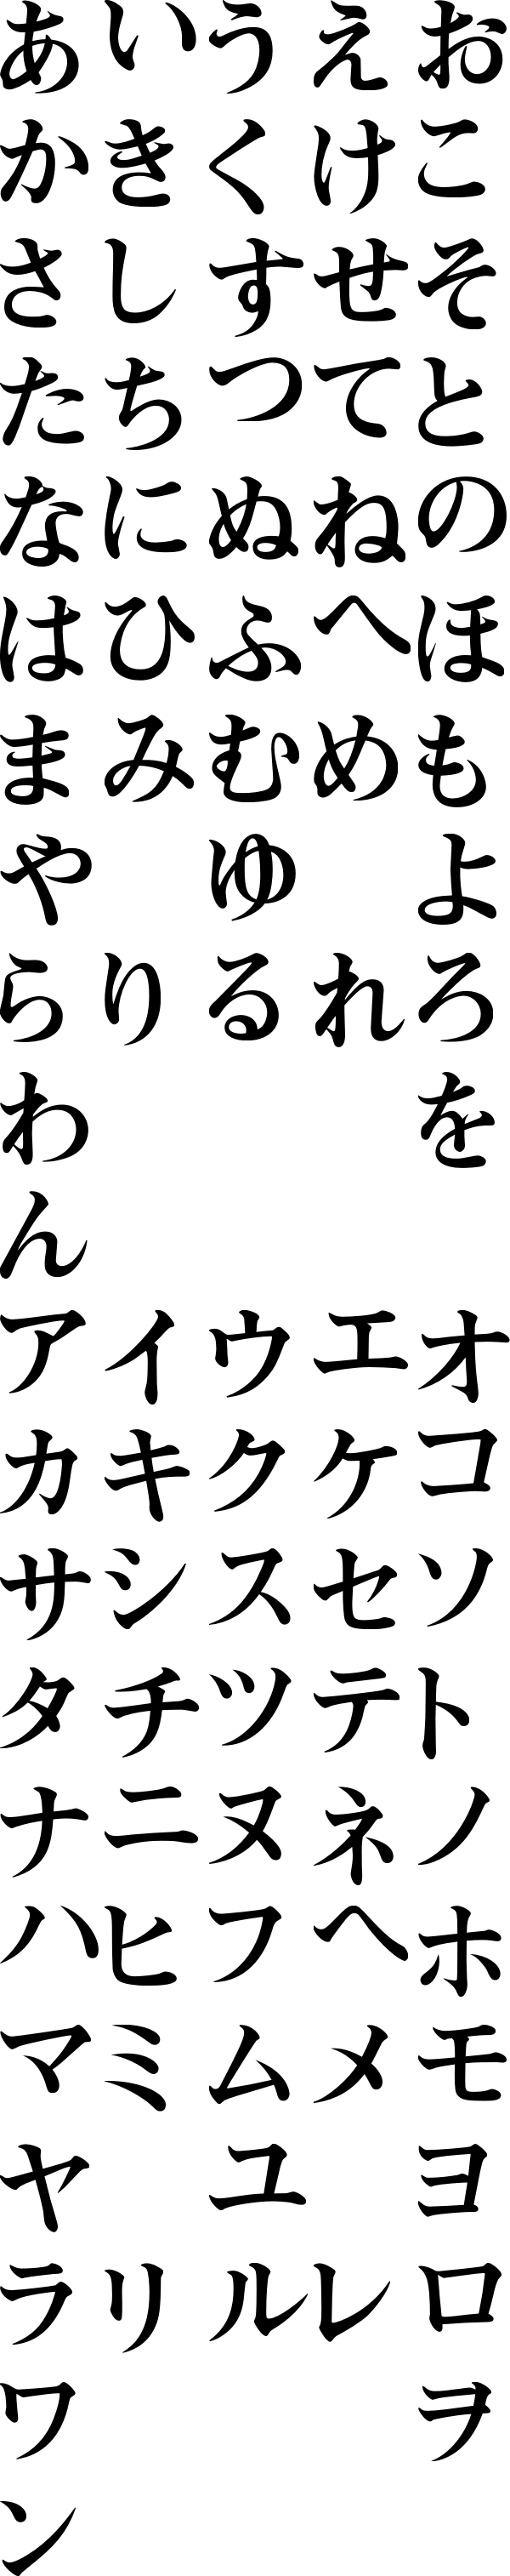 あいうえお
かきくけこ
さしすせそ
たちつてと
なにぬねの
はひふへほ
まみむめも
や ゆ よ
らりるれろ
わ を
ん
アイウエオ
カキクケコ
サシスセソ
タチツテト
ナニヌネノ
ハヒフヘホ
マミムメモ
ヤ ユ ヨ
ラリルレロ
ワ ヲ
ン